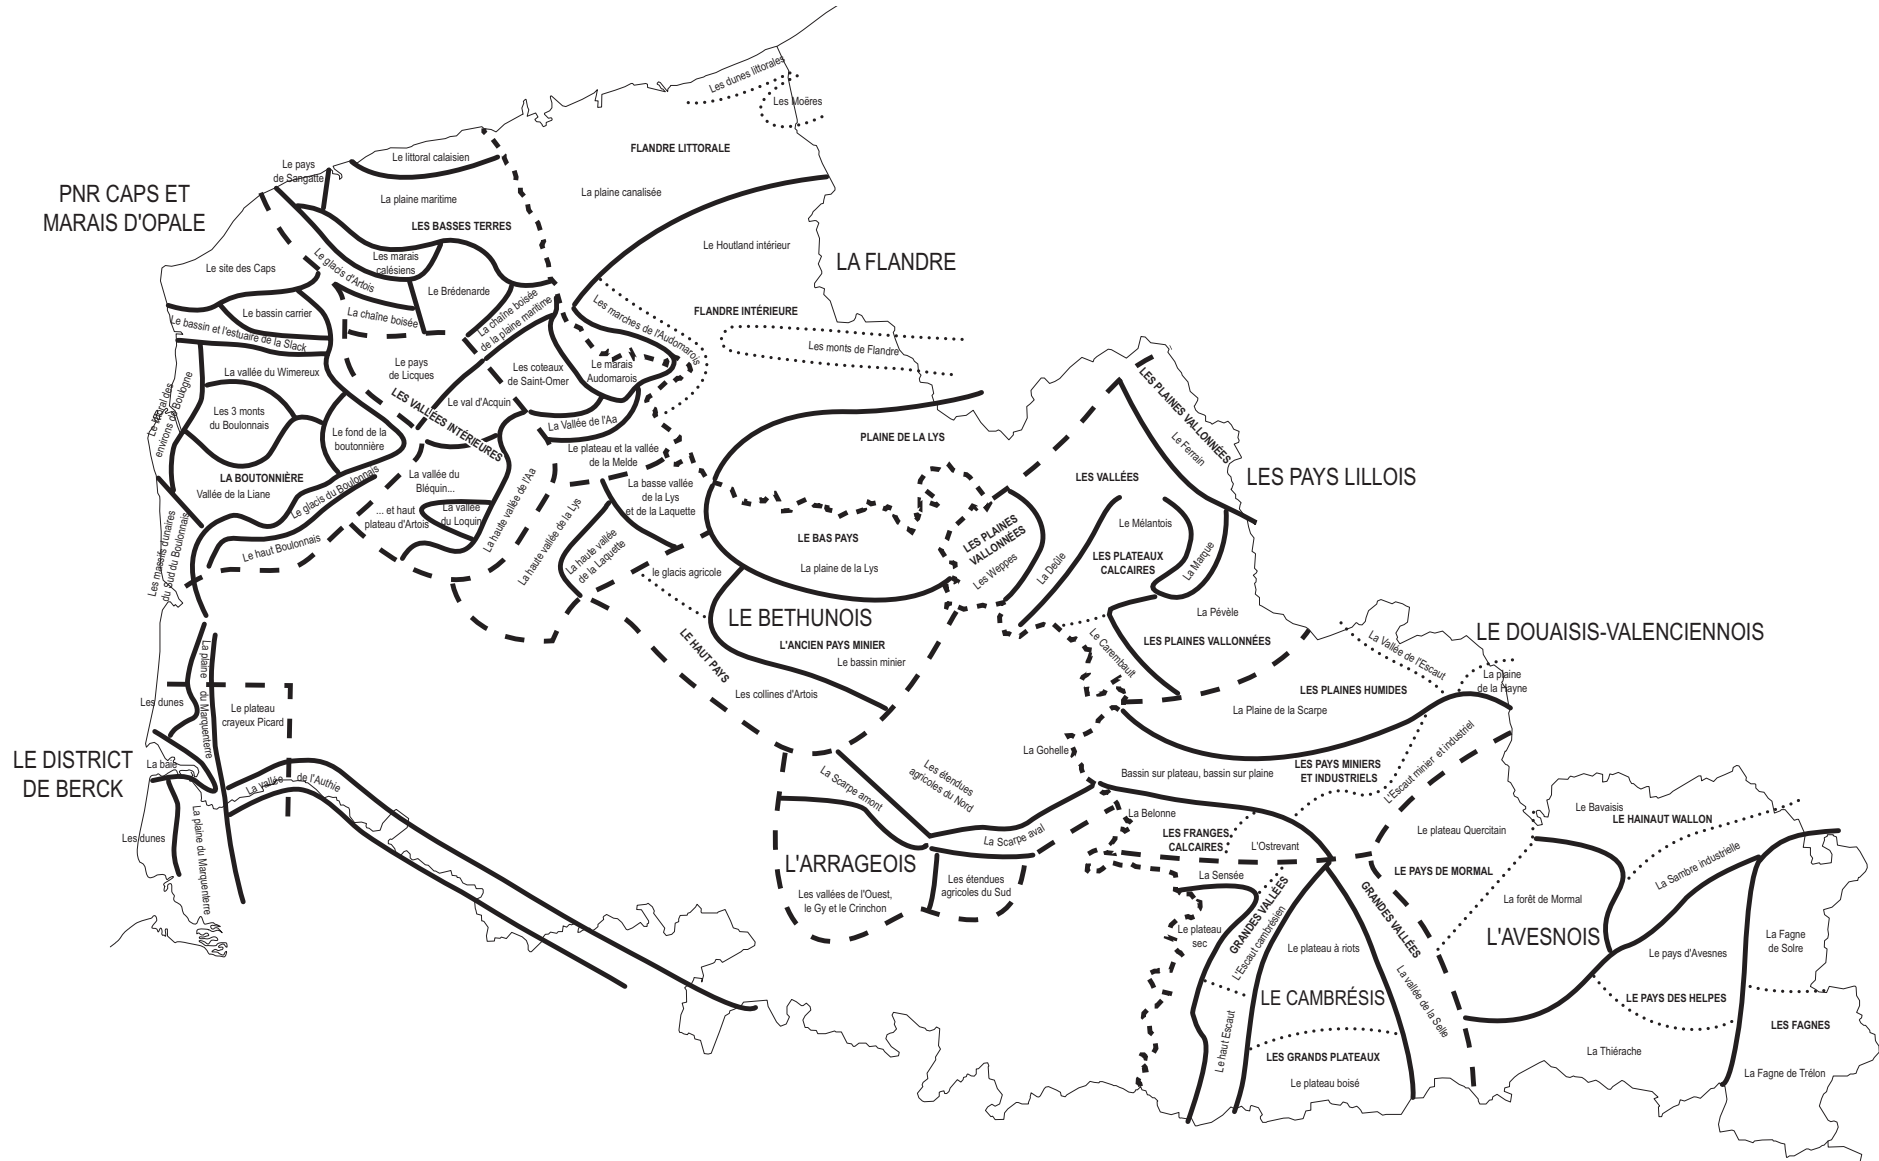 Les dunes littorales
Les Moëres
FLANDRE LITTORALE
La plaine canalisée
Le littoral calaisien
Le pays
de Sangatte
PNR CAPS ET
MARAIS D'OPALE
La plaine maritime
LES BASSES TERRES
Le Houtland intérieur
LA FLANDRE
Le site des Caps
Le glacis d'Artois
Les marais
calésiens
Le Brédenarde
La chaîne boisée
de la plaine maritime
Les marches de l'Audomarois
FLANDRE INTÉRIEURE
Les monts de Flandre
Le bassin carrier
La chaîne boisée
Le bassin et l'estuaire de la Slack
Le pays
de Licques
Les coteaux
de Saint-Omer
Le marais
Audomarois
La vallée du Wimereux
Le littoral des
environs de Boulogne
Les 3 monts
du Boulonnais
Le fond de la
boutonnière
LES VALLÉES INTÉRIEURES
Le val d'Acquin
La Vallée de l'Aa
Le plateau et la vallée
de la Melde
PLAINE DE LA LYS
LES PLAINES VALLONNÉES
Le Ferrain
LES PAYS LILLOIS
LES VALLÉES
LA BOUTONNIÈRE
Vallée de la Liane
Le glacis du Boulonnais
La vallée du
Bléquin...
... et haut
plateau d'Artois
La vallée
du Loquin
La haute vallée de l'Aa
La haute vallée de la Lys
La basse vallée
de la Lys
et de la Laquette
La haute vallée
de la Laquette
Le haut Boulonnais
Les massifs dunaires
du sud du Boulonnais
LE BAS PAYS
La plaine de la Lys
LES PLAINES
VALLONNÉES
Les Weppes
La Deûle
Le Mélantois
LES PLATEAUX
CALCAIRES
La Marque
le glacis agricole
LE BETHUNOIS
L'ANCIEN PAYS MINIER
Le bassin minier
LE HAUT PAYS
Les collines d'Artois
La Pévèle
LES PLAINES VALLONNÉES
Le Carembault
LE DOUAISIS-VALENCIENNOIS
La Vallée de l'Escaut
La plaine
de la Hayne
LES PLAINES HUMIDES
La Plaine de la Scarpe
La plaine du Marquenterre
Les dunes
Le plateau
crayeux Picard
LE DISTRICT
DE BERCK
La baie
La vallée de l'Authie
Les dunes
La plaine du Marquenterre
La Gohelle
Bassin sur plateau, bassin sur plaine
LES PAYS MINIERS
ET INDUSTRIELS
L'Escaut minier et industriel
La Scarpe amont
Les étendues
agricoles du Nord
La Scarpe aval
La Belonne
LES FRANGES
CALCAIRES
L'Ostrevant
Le plateau Quercitain
Le Bavaisis
LE HAINAUT WALLON
La Sambre industrielle
L'ARRAGEOIS
Les vallées de l'Ouest,
le Gy et le Crinchon
Les étendues
agricoles du Sud
La Sensée
GRANDES VALLÉES
L'Escaut cambrésien
Le plateau
sec
Le plateau à riots
GRANDES VALLÉES
La vallée de la Selle
LE PAYS DE MORMAL
La forêt de Mormal
L'AVESNOIS
Le pays d'Avesnes
La Fagne
de Solre
LE CAMBRÉSIS
LE PAYS DES HELPES
LES FAGNES
Le haut Escaut
LES GRANDS PLATEAUX
Le plateau boisé
La Thiérache
La Fagne de Trélon